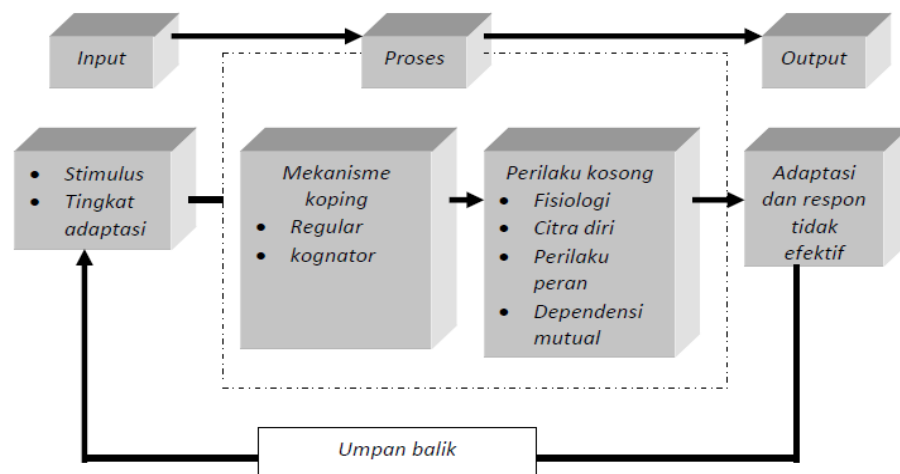 Input
Proses
Output
• Stimulus
• Tingkat
adaptasi
Mekanisme
koping
• Regular
• kognator
Perilaku kosong
• Fisiologi
• Citra diri
• Perilaku
peran
• Dependensi
mutual
Adaptasi
dan respon
tidak
efektif
Umpan balik